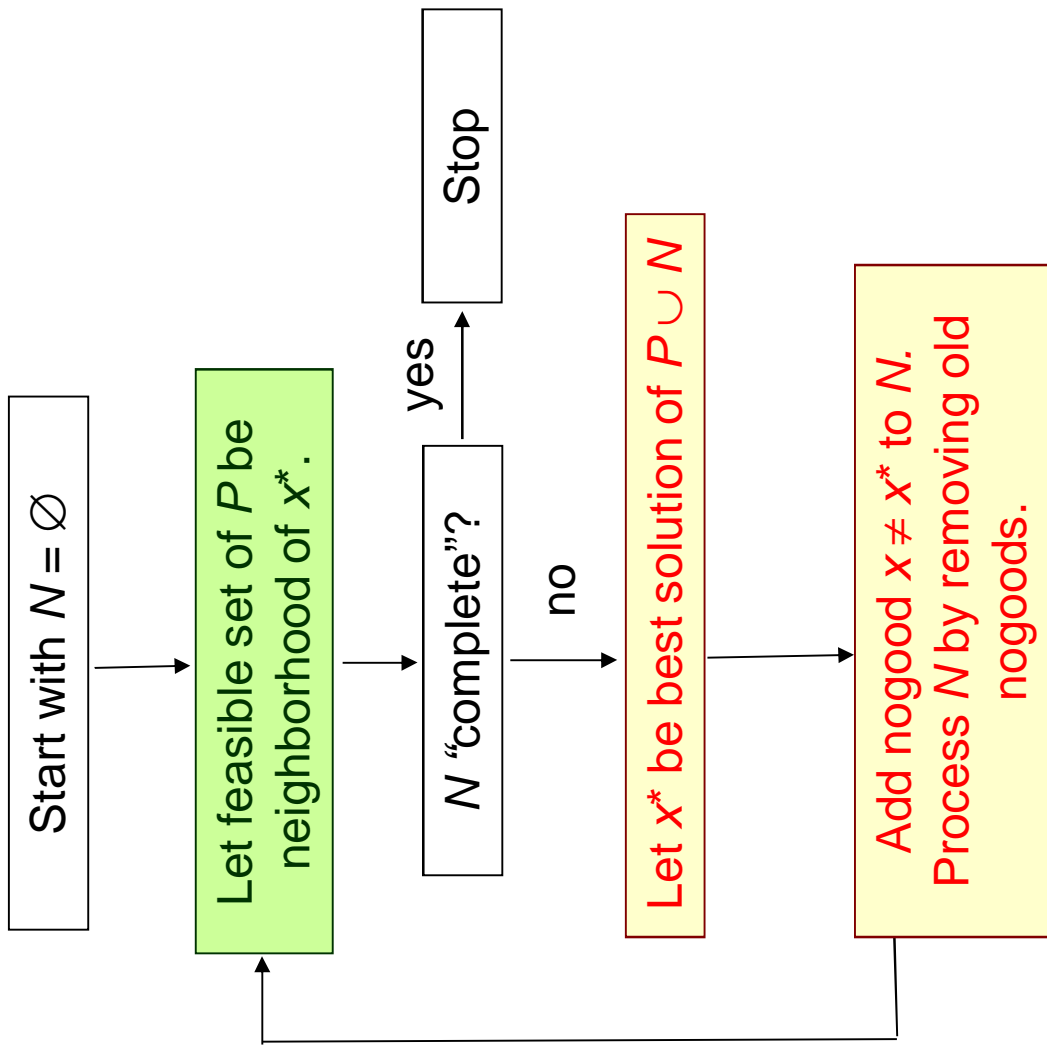 Start with N = ∅
Let feasible set of P be
neighborhood of x*.
N “complete”?
yes
Stop
no
Let x* be best solution of P ∪ N
Add nogood x ≠ x* to N.
Process N by removing old
nogoods.